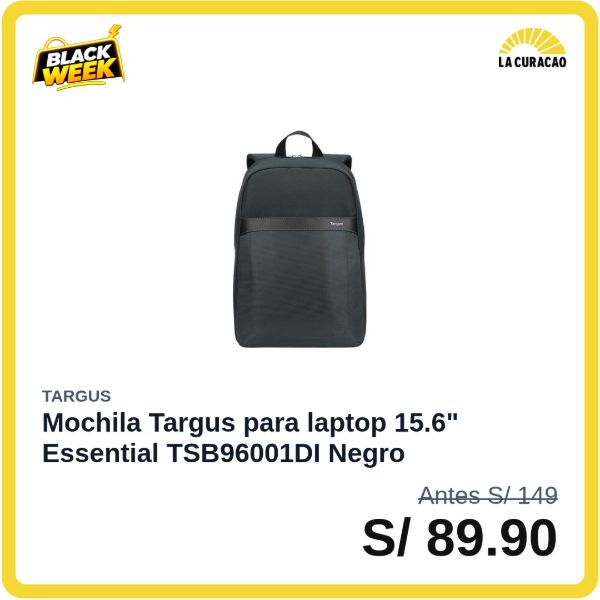 BLACK
WEEK
LA CURACAO
Targus
TARGUS
Mochila Targus para laptop 15.6"
Essential TSB96001DI Negro
Antes S/ 149
S/ 89.90